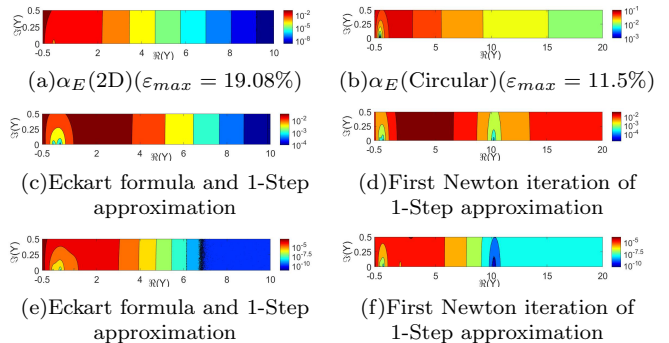 0.5
ℑ(Y)
0
-0.5 2 4 6 8 10
ℜ(Y)
10⁻²
10⁻⁵
10⁻⁸
0.5
ℑ(Y)
0
-0.5 5 10 15 20
ℜ(Y)
10⁻¹
10⁻²
10⁻³
(a)α_E(2D)(ε_max = 19.08%)
(b)α_E(Circular)(ε_max = 11.5%)
0.5
ℑ(Y)
0
-0.5 2 4 6 8 10
ℜ(Y)
10⁻²
10⁻⁴
0.5
ℑ(Y)
0
-0.5 5 10 15 20
ℜ(Y)
10⁻²
10⁻³
10⁻⁴
(c)Eckart formula and 1-Step
approximation
(d)First Newton iteration of
1-Step approximation
0.5
ℑ(Y)
0
-0.5 2 4 6 8 10
ℜ(Y)
10⁻⁵
10⁻¹⁰
0.5
ℑ(Y)
0
-0.5 5 10 15 20
ℜ(Y)
10⁻⁵
10⁻⁷·⁵
10⁻¹⁰
(e)Eckart formula and 1-Step
approximation
(f)First Newton iteration of
1-Step approximation